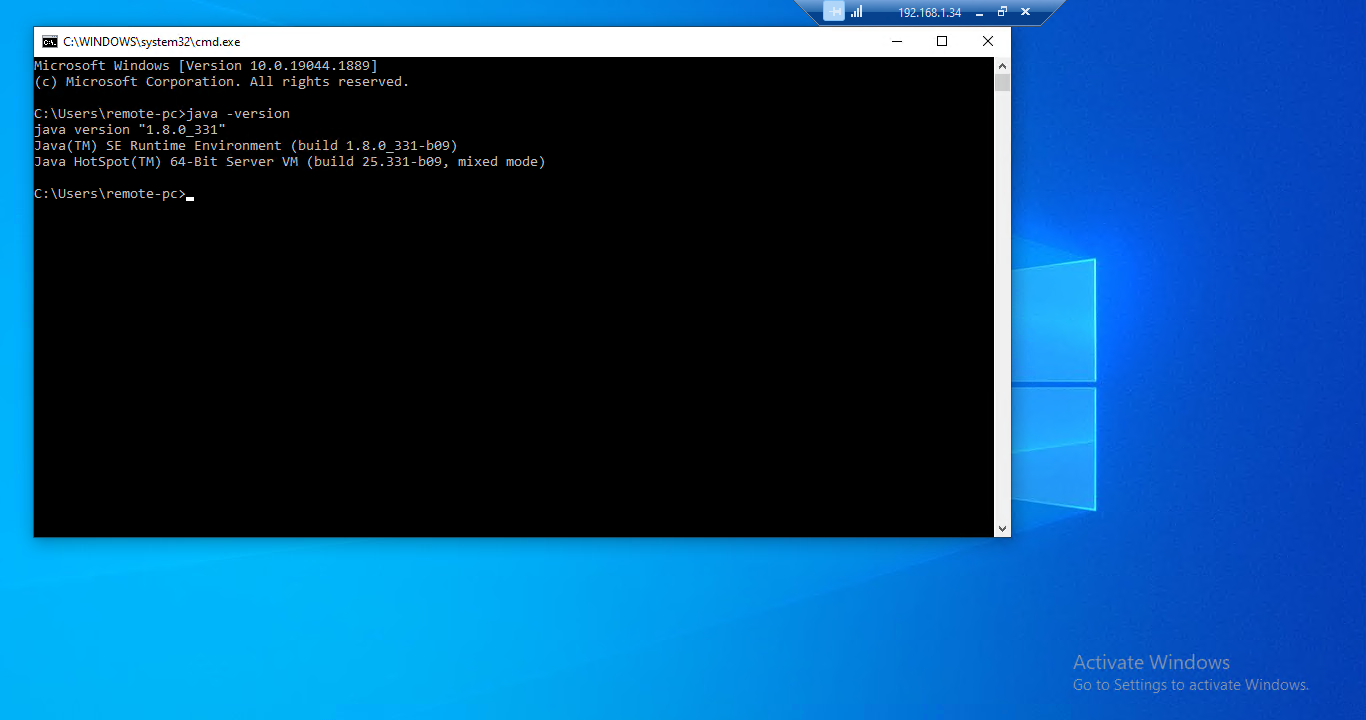 192.168.1.34
C:\WINDOWS\system32\cmd.exe
Microsoft Windows [Version 10.0.19044.1889]
(c) Microsoft Corporation. All rights reserved.
C:\Users\remote-pc>java -version
java version "1.8.0_331"
Java(TM) SE Runtime Environment (build 1.8.0_331-b09)
Java HotSpot(TM) 64-Bit Server VM (build 25.331-b09, mixed mode)
C:\Users\remote-pc>
Activate Windows
Go to Settings to activate Windows.